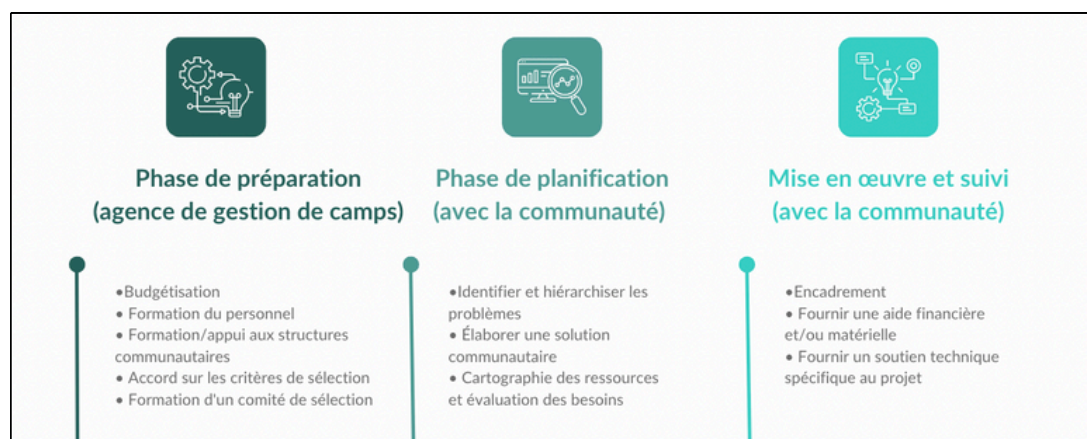 Phase de préparation
(agence de gestion de camps)
•Budgétisation
• Formation du personnel
• Formation/appui aux structures
communautaires
• Accord sur les critères de sélection
• Formation d'un comité de sélection
Phase de planification
(avec la communauté)
•Identifier et hiérarchiser les
problèmes
• Élaborer une solution
communautaire
• Cartographie des ressources
et évaluation des besoins
Mise en œuvre et suivi
(avec la communauté)
•Encadrement
• Fournir une aide financière
et/ou matérielle
• Fournir un soutien technique
spécifique au projet